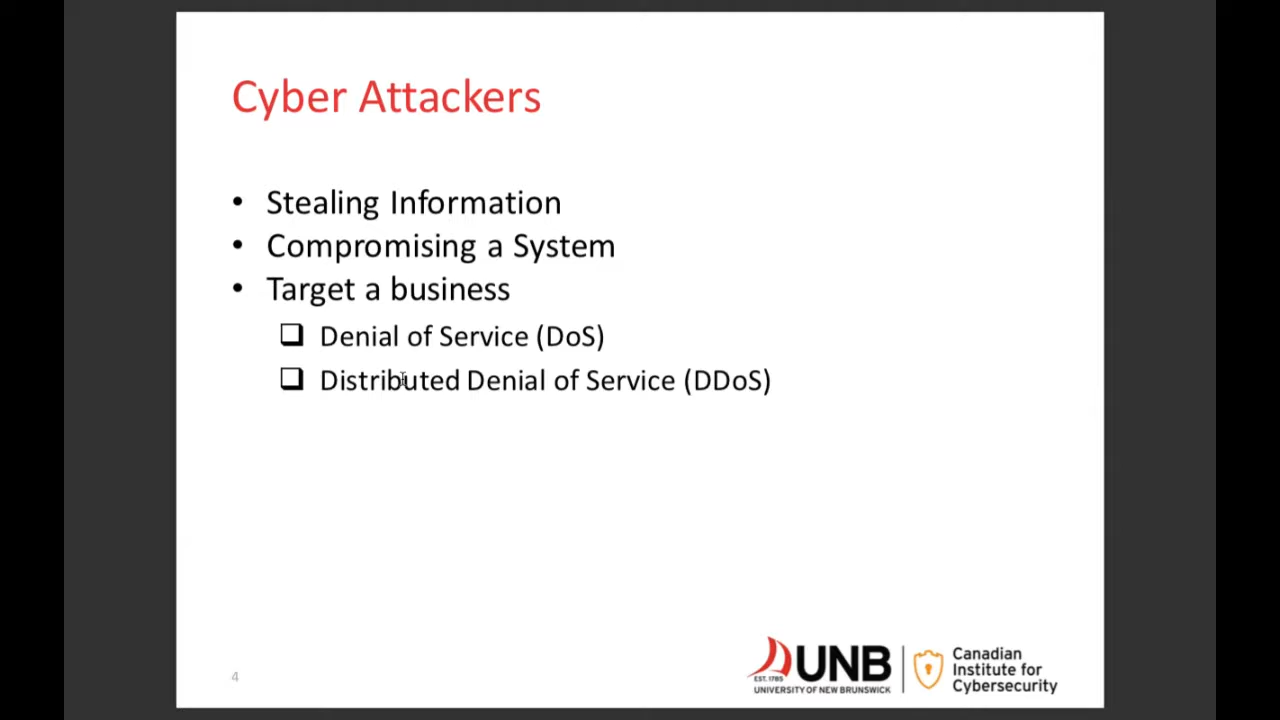 Cyber Attackers
• Stealing Information
• Compromising a System
• Target a business
❑ Denial of Service (DoS)
❑ Distributed Denial of Service (DDoS)
4
EST. 1785
UNB
UNIVERSITY OF NEW BRUNSWICK
Canadian
Institute for
Cybersecurity